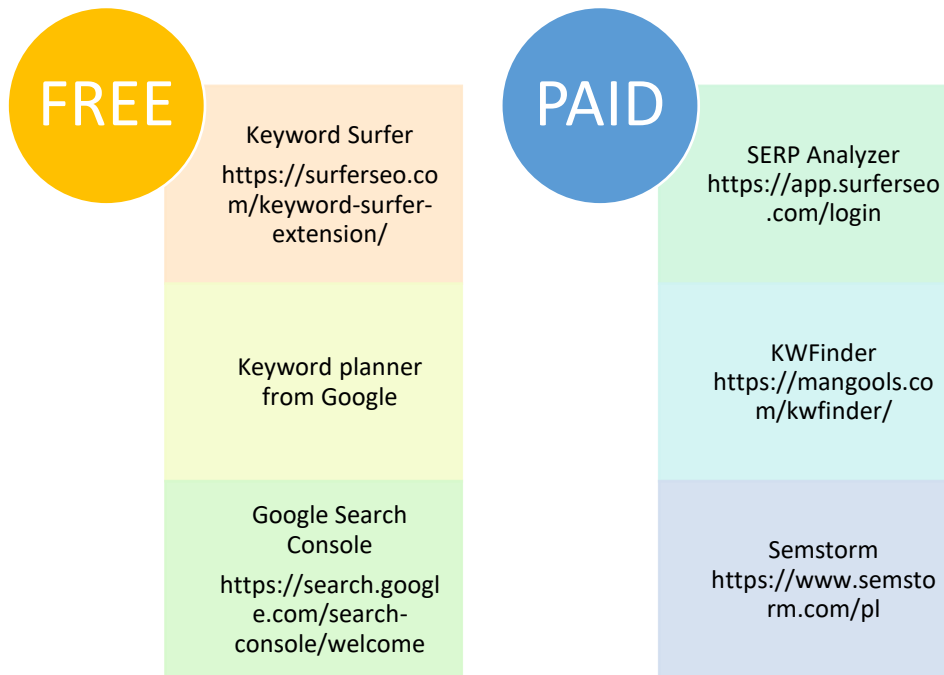 FREE
Keyword Surfer
https://surferseo.co
m/keyword-surfer-
extension/
Keyword planner
from Google
Google Search
Console
https://search.googl
e.com/search-
console/welcome
PAID
SERP Analyzer
https://app.surferseo
.com/login
KWFinder
https://mangools.co
m/kwfinder/
Semstorm
https://www.semsto
rm.com/pl